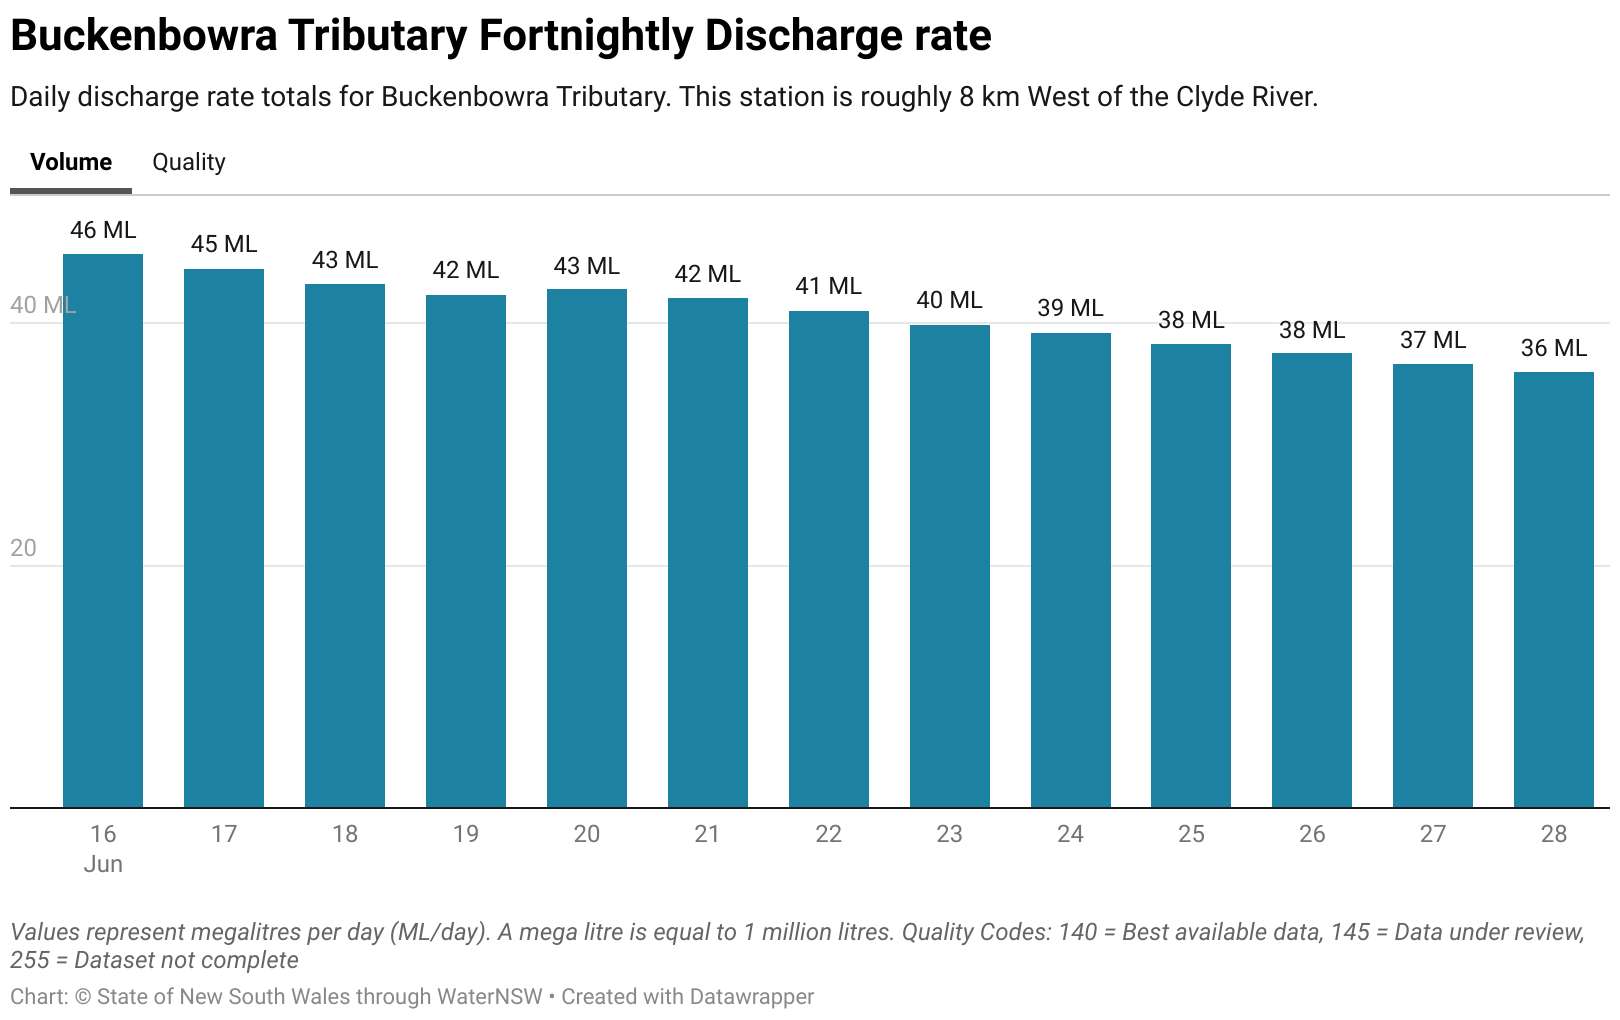 Buckenbowra Tributary Fortnightly Discharge rate
Daily discharge rate totals for Buckenbowra Tributary. This station is roughly 8 km West of the Clyde River.
Volume Quality
46 ML 45 ML 43 ML 42 ML 43 ML 42 ML 41 ML 40 ML 39 ML 38 ML 38 ML 37 ML 36 ML
40 ML
20
16 17 18 19 20 21 22 23 24 25 26 27 28
Jun
Values represent megalitres per day (ML/day). A mega litre is equal to 1 million litres. Quality Codes: 140 = Best available data, 145 = Data under review,
255 = Dataset not complete
Chart: © State of New South Wales through WaterNSW • Created with Datawrapper